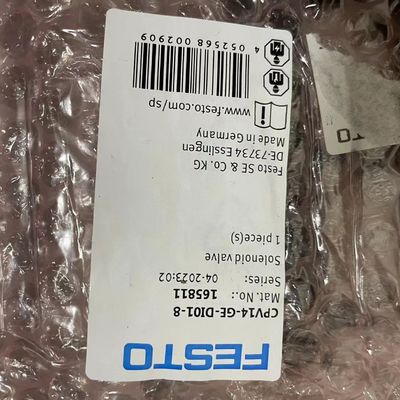 FESTO
CPV14-GE-DI01-8
Mat. No.: 165811
Series: 04-2023:02
Solenoid valve
1 piece(s)
Festo SE & Co. KG
DE-73734 Esslingen
Made in Germany
www.festo.com/sp
4 052568 002909
STO